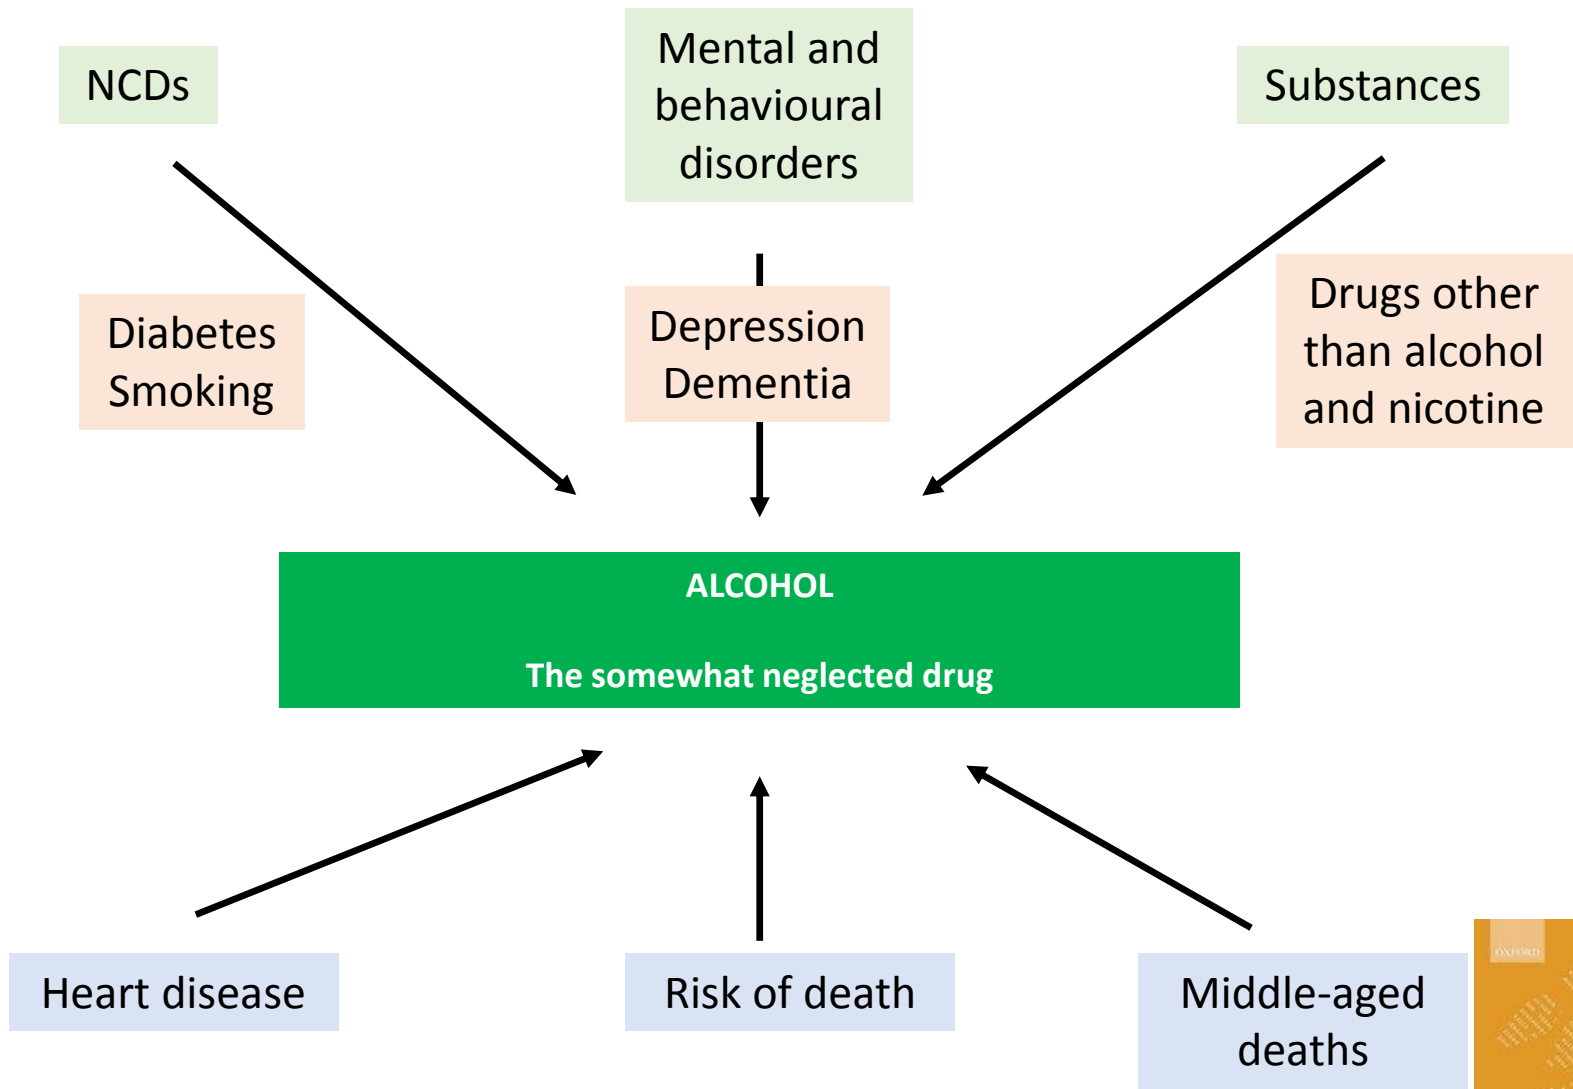 NCDs
Mental and
behavioural
disorders
Substances
Diabetes
Smoking
Depression
Dementia
Drugs other
than alcohol
and nicotine
ALCOHOL
The somewhat neglected drug
Heart disease
Risk of death
Middle-aged
deaths
OXFORD